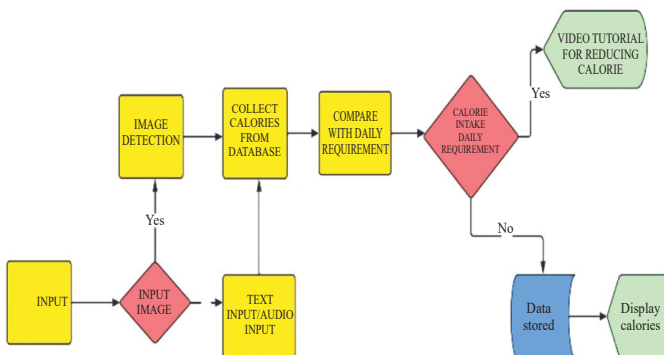 VIDEO TUTORIAL
FOR REDUCING
CALORIE
Yes
IMAGE
DETECTION
COLLECT
CALORIES
FROM
DATABASE
COMPARE
WITH DAILY
REQUIREMENT
CALORIE
INTAKE
DAILY
REQUIREMENT
Yes
No
INPUT
INPUT
IMAGE
TEXT
INPUT/AUDIO
INPUT
Data
stored
Display
calories